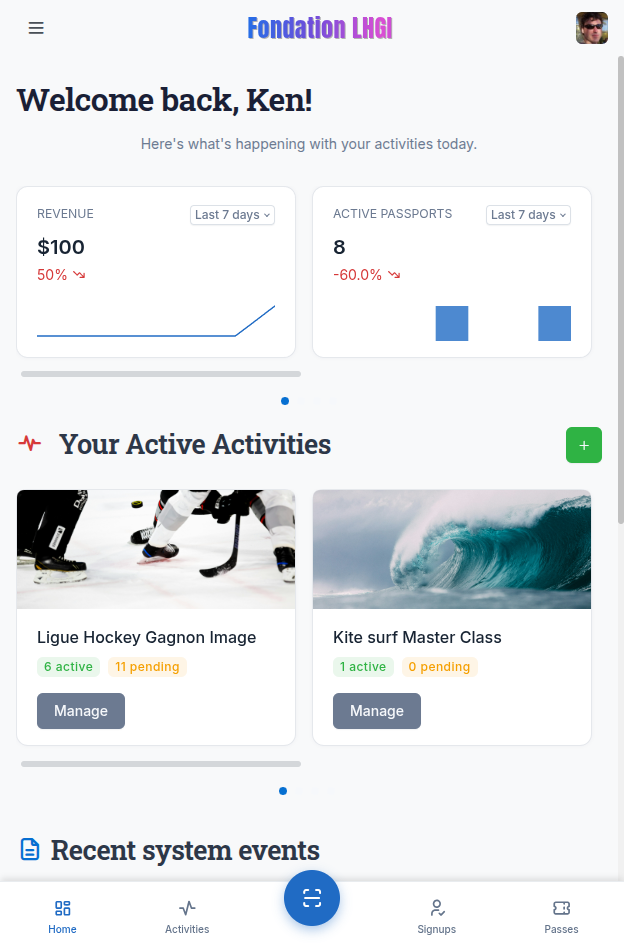 Fondation LHGI
Welcome back, Ken!
Here's what's happening with your activities today.
REVENUE
Last 7 days
$100
50%
ACTIVE PASSPORTS
Last 7 days
8
-60.0%
Your Active Activities
+
Ligue Hockey Gagnon Image
6 active
11 pending
Manage
Kite surf Master Class
1 active
0 pending
Manage
Recent system events
Home
Activities
Signups
Passes